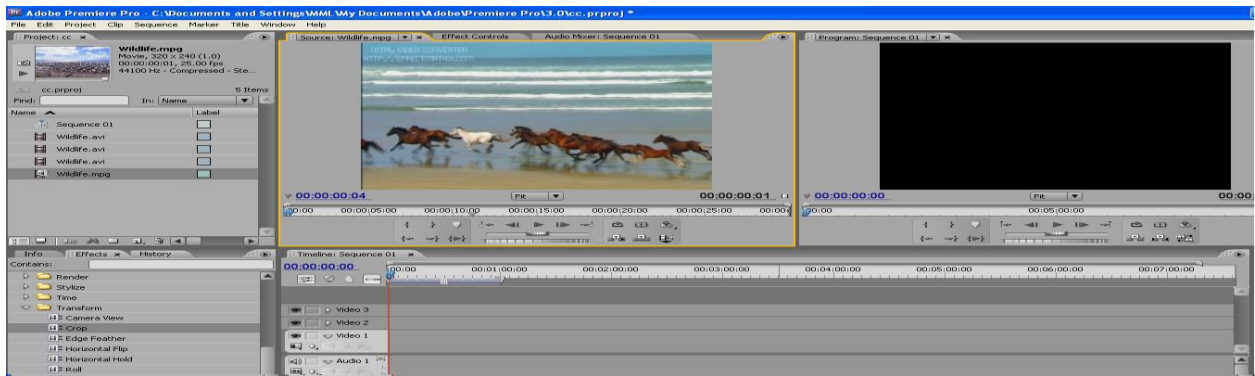 Adobe Premiere Pro - C:\Documents and Settings\MML\My Documents\Adobe\Premiere Pro\3.0\cc.prproj *
File Edit Project Clip Sequence Marker Title Window Help
Project: cc
Wildlife.mpg
Movie, 320 x 240 (1.0)
00:00:00:01, 25.00 fps
44100 Hz - Compressed - Ste...
cc.prproj 5 Items
Find: In: Name
Name Label
Sequence 01
Wildlife.avi
Wildlife.avi
Wildlife.avi
Wildlife.mpg
Source: Wildlife.mpg Effect Controls Audio Mixer: Sequence 01
TOTAL VIDEO CONVERTER
00:00:00:04 Fit 00:00:00:01
00:00 00:00:05:00 00:00:10:00 00:00:15:00 00:00:20:00 00:00:25:00 00:00
Program: Sequence 01
00:00:00:00 Fit 00:00
00:00 00:05:00:00
Info Effects History
Contains:
Render
Stylize
Time
Transform
Camera View
Crop
Edge Feather
Horizontal Flip
Horizontal Hold
Roll
Timeline: Sequence 01
00:00:00:00 00:00 00:01:00:00 00:02:00:00 00:03:00:00 00:04:00:00 00:05:00:00 00:06:00:00 00:07:00:00
Video 3
Video 2
Video 1
Audio 1